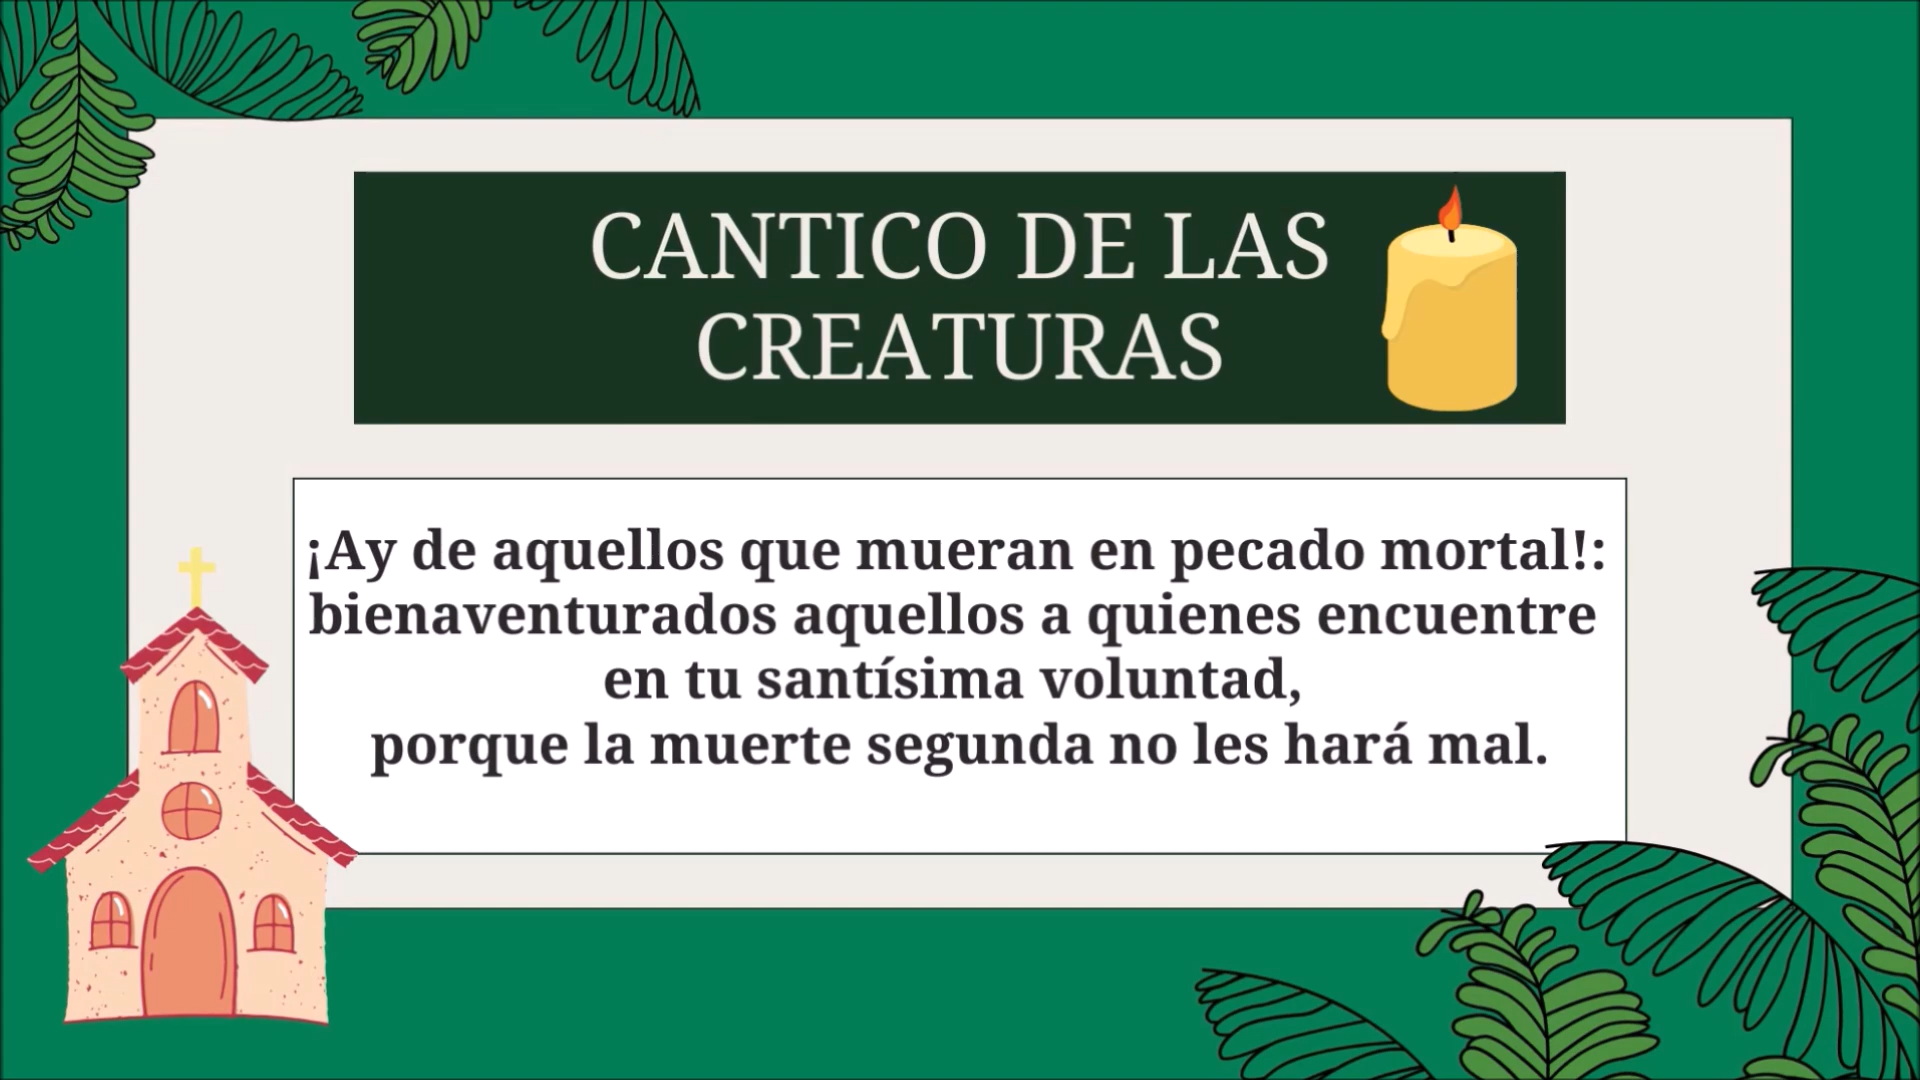 CANTICO DE LAS
CREATURAS
¡Ay de aquellos que mueran en pecado mortal!:
bienaventurados aquellos a quienes encuentre
en tu santísima voluntad,
porque la muerte segunda no les hará mal.